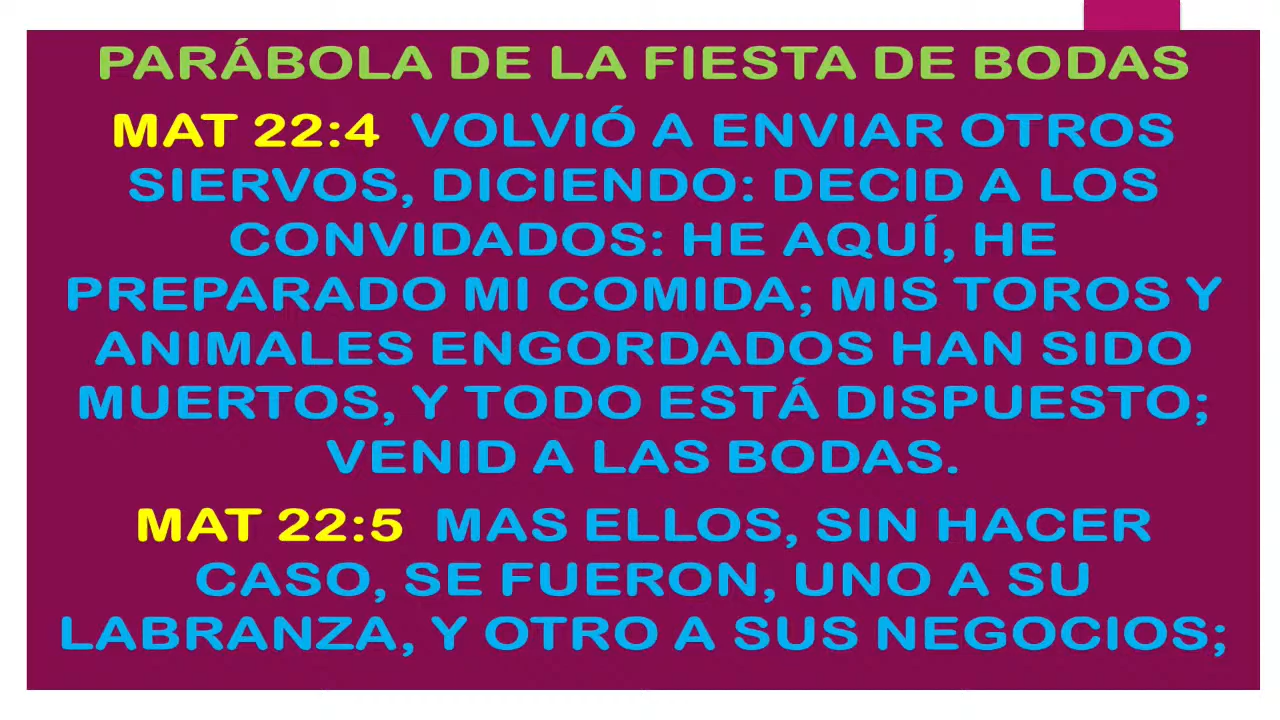 PARÁBOLA DE LA FIESTA DE BODAS
MAT 22:4 VOLVIÓ A ENVIAR OTROS
SIERVOS, DICIENDO: DECID A LOS
CONVIDADOS: HE AQUÍ, HE
PREPARADO MI COMIDA; MIS TOROS Y
ANIMALES ENGORDADOS HAN SIDO
MUERTOS, Y TODO ESTÁ DISPUESTO;
VENID A LAS BODAS.
MAT 22:5 MAS ELLOS, SIN HACER
CASO, SE FUERON, UNO A SU
LABRANZA, Y OTRO A SUS NEGOCIOS;